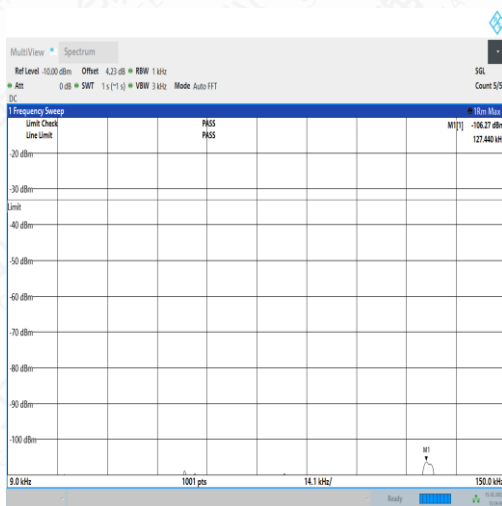 MultiView Spectrum
Ref Level -10.00 dBm Offset 4.23 dB RBW 1 kHz SGL
Att 0 dB SWT 1 s (~1 s) VBW 3 kHz Mode Auto FFT Count 5/5
DC
1 Frequency Sweep 1Rm Max
Limit Check PASS M1[1] -106.27 dBm
Line Limit PASS 127.440 kHz
-20 dBm
-30 dBm
Limit
-40 dBm
-50 dBm
-60 dBm
-70 dBm
-80 dBm
-90 dBm
-100 dBm
M1
9.0 kHz 1001 pts 14.1 kHz/ 150.0 kHz
Ready